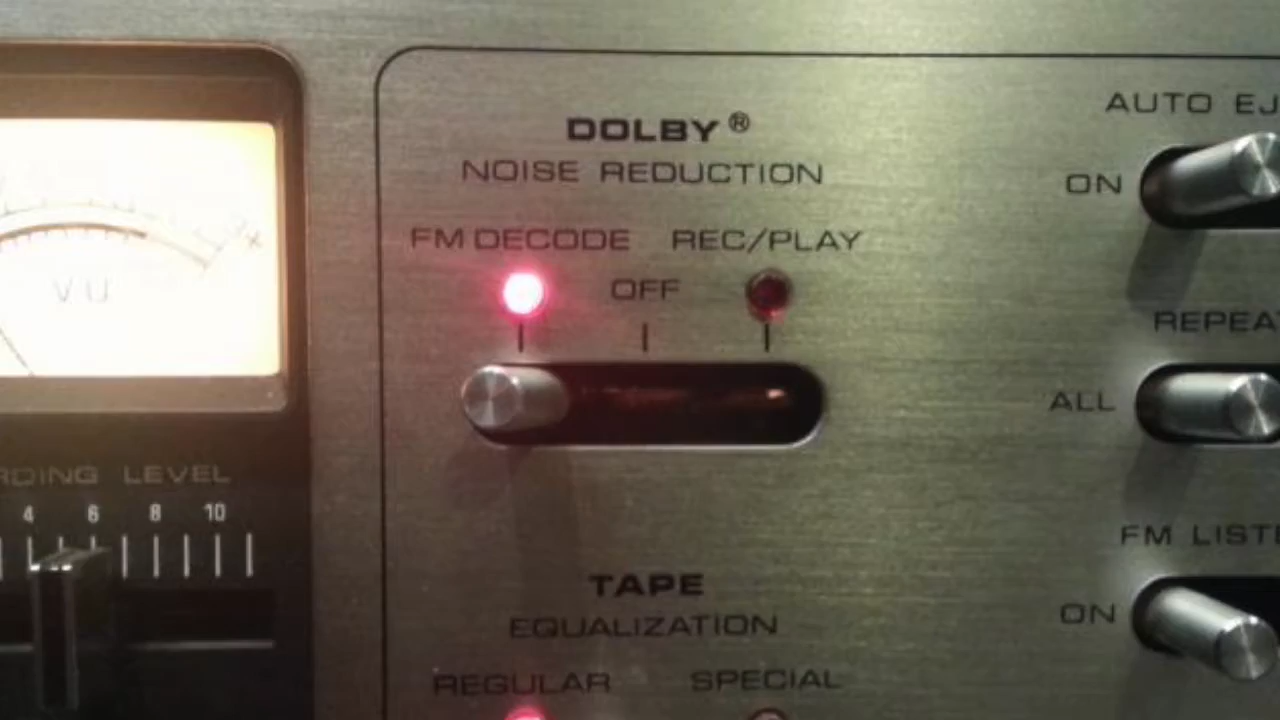 DOLBY®
NOISE REDUCTION
FM DECODE REC/PLAY
OFF
VU
RDING LEVEL
4 6 8 10
TAPE
EQUALIZATION
REGULAR SPECIAL
AUTO EJ
ON
REPEA
ALL
FM LISTE
ON